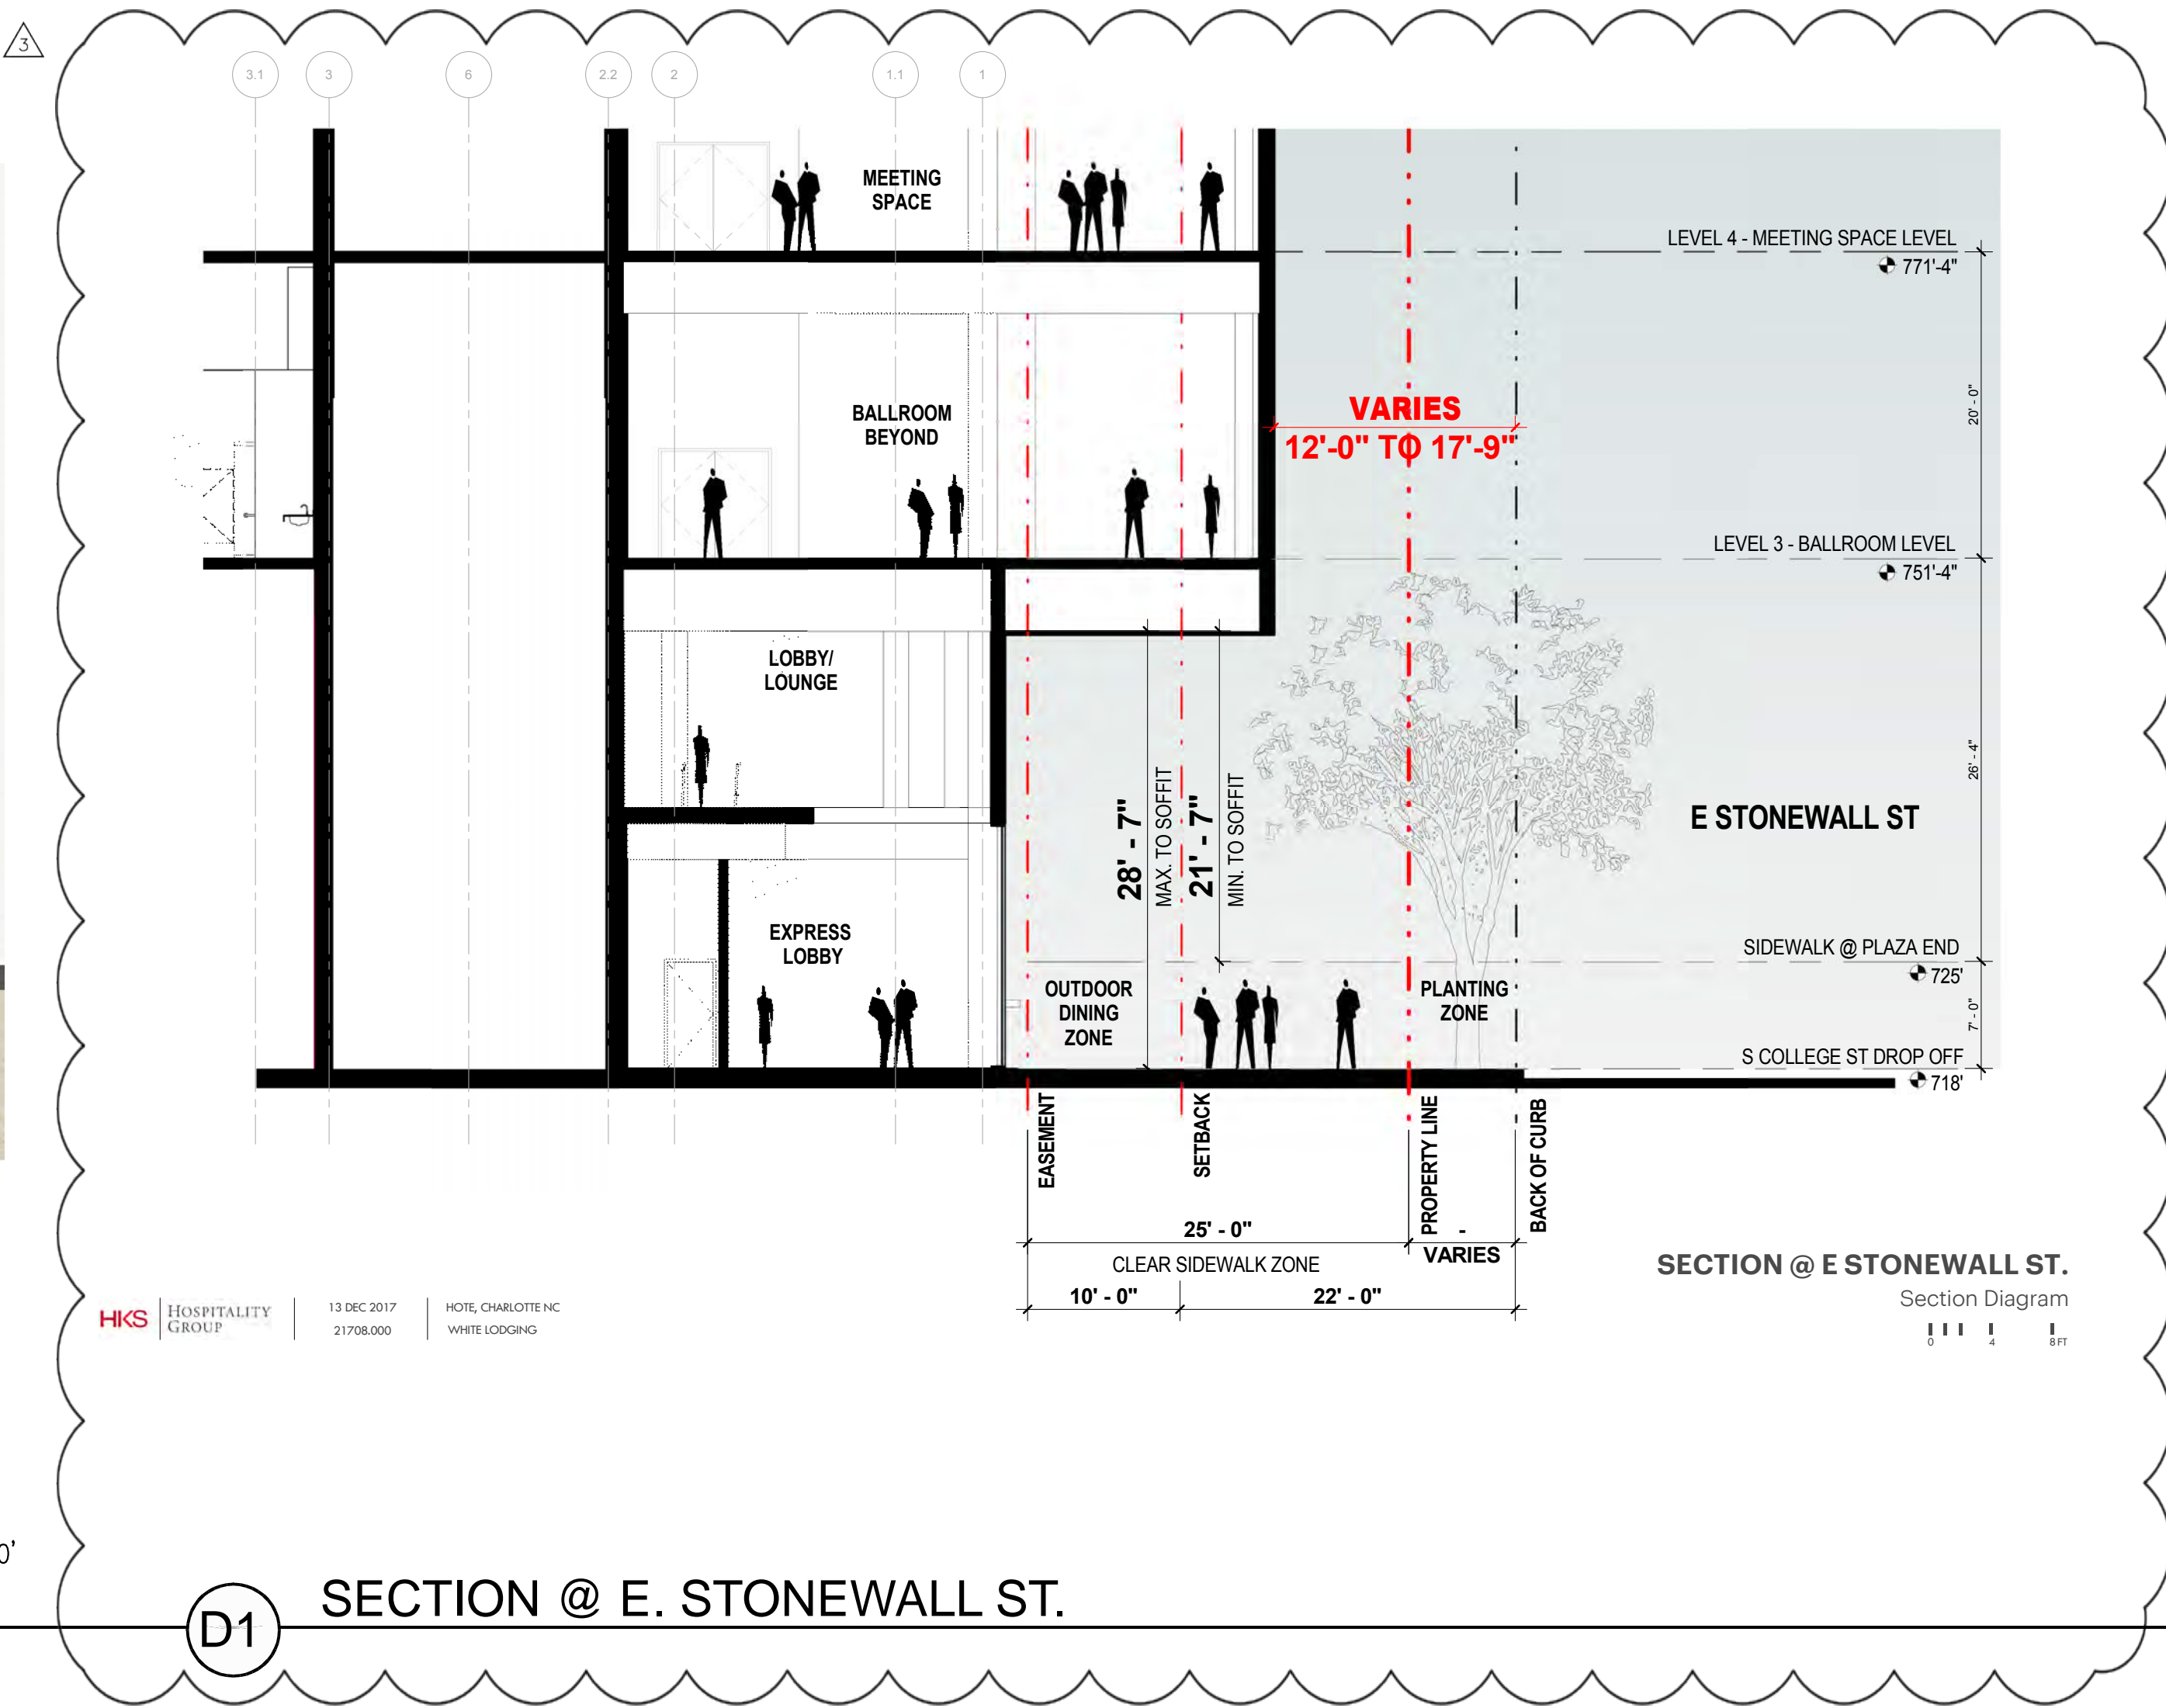 3
3.1
3
6
2.2
2
1.1
1
MEETING
SPACE
LEVEL 4 - MEETING SPACE LEVEL
771'-4"
VARIES
12'-0" TO 17'-9"
20' - 0"
BALLROOM
BEYOND
LEVEL 3 - BALLROOM LEVEL
751'-4"
LOBBY/
LOUNGE
28' - 7"
MAX. TO SOFFIT
21' - 7"
MIN. TO SOFFIT
26' - 4"
E STONEWALL ST
EXPRESS
LOBBY
SIDEWALK @ PLAZA END
725'
OUTDOOR
DINING
ZONE
PLANTING
ZONE
7' - 0"
S COLLEGE ST DROP OFF
718'
EASEMENT
SETBACK
PROPERTY LINE
BACK OF CURB
25' - 0"
-
VARIES
CLEAR SIDEWALK ZONE
10' - 0"
22' - 0"
SECTION @ E STONEWALL ST.
Section Diagram
0 4 8 FT
HKS
HOSPITALITY
GROUP
13 DEC 2017
21708.000
HOTE, CHARLOTTE NC
WHITE LODGING
0'
D1
SECTION @ E. STONEWALL ST.